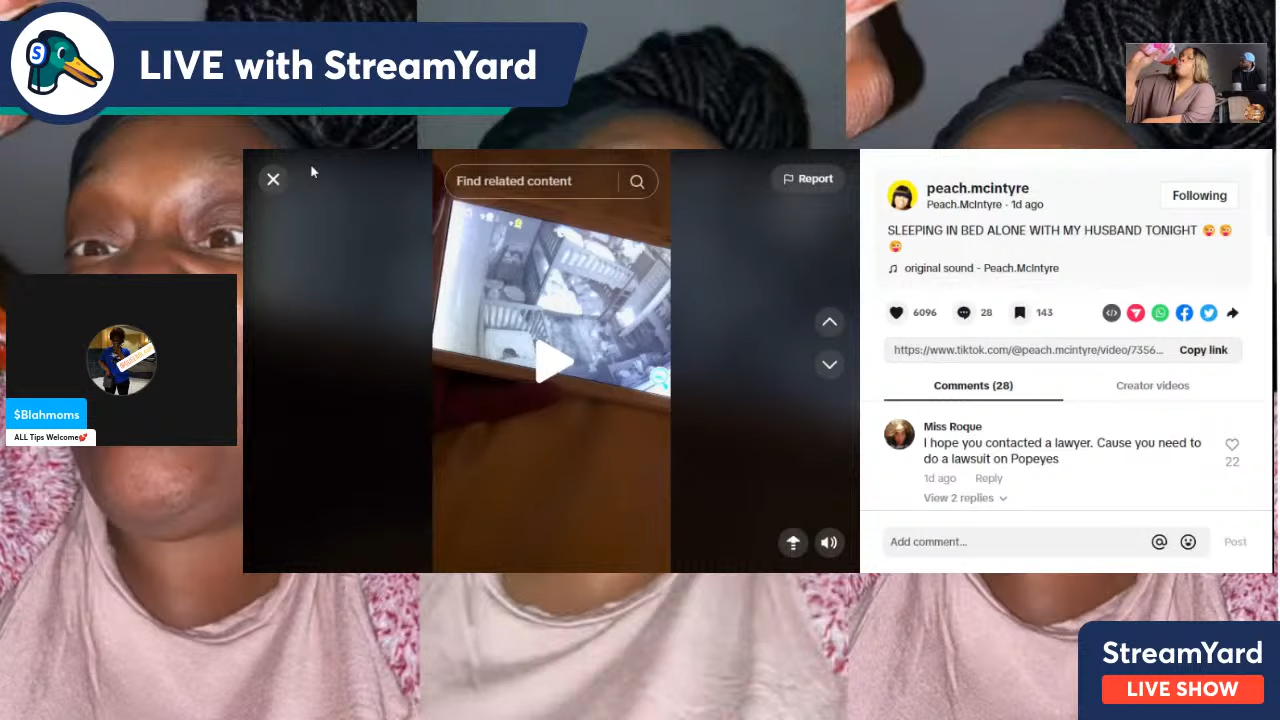 S
LIVE with StreamYard
Find related content
Report
peach.mcintyre
Peach.McIntyre · 1d ago
Following
SLEEPING IN BED ALONE WITH MY HUSBAND TONIGHT 😜 😜
😜
♫ original sound - Peach.McIntyre
6096
28
143
https://www.tiktok.com/@peach.mcintyre/video/7356...
Copy link
Comments (28)
Creator videos
Miss Roque
I hope you contacted a lawyer. Cause you need to
do a lawsuit on Popeyes
22
1d ago Reply
View 2 replies
Add comment...
Post
$Blahmoms
ALL Tips Welcome💕
StreamYard
LIVE SHOW